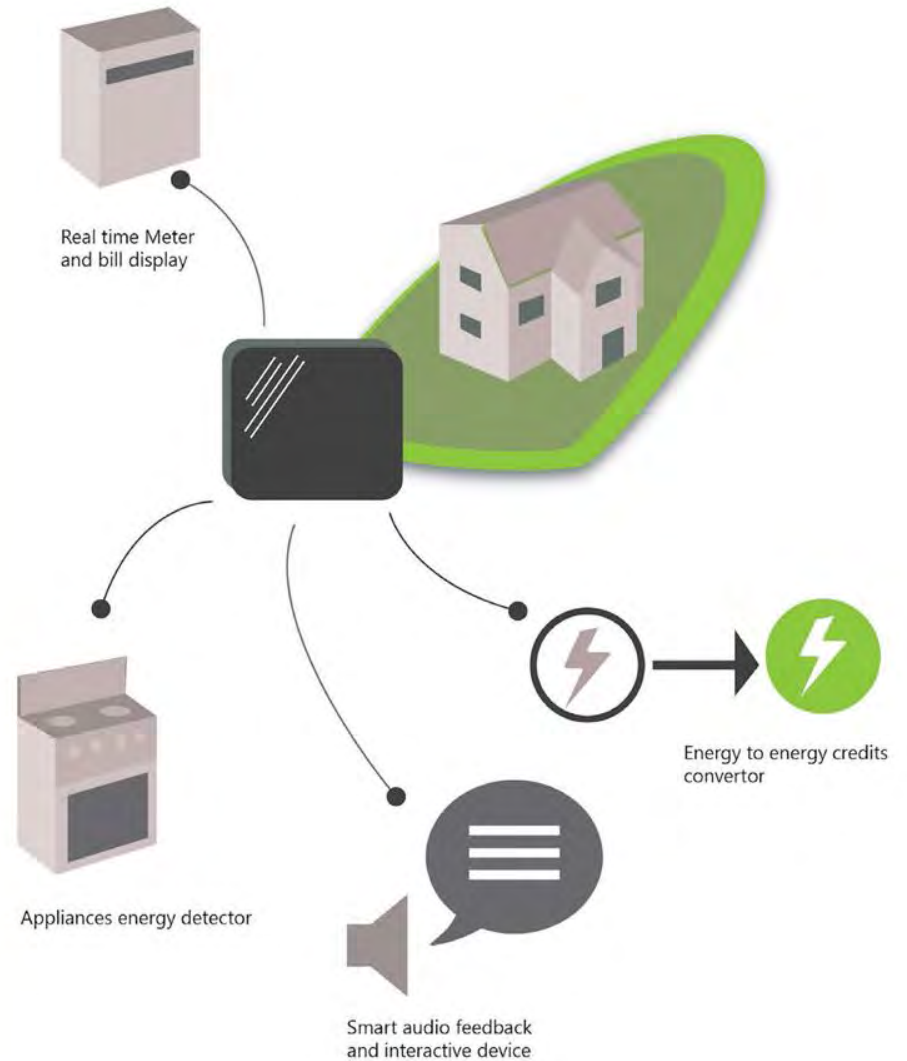 Real time Meter
and bill display
Energy to energy credits
convertor
Appliances energy detector
Smart audio feedback
and interactive device